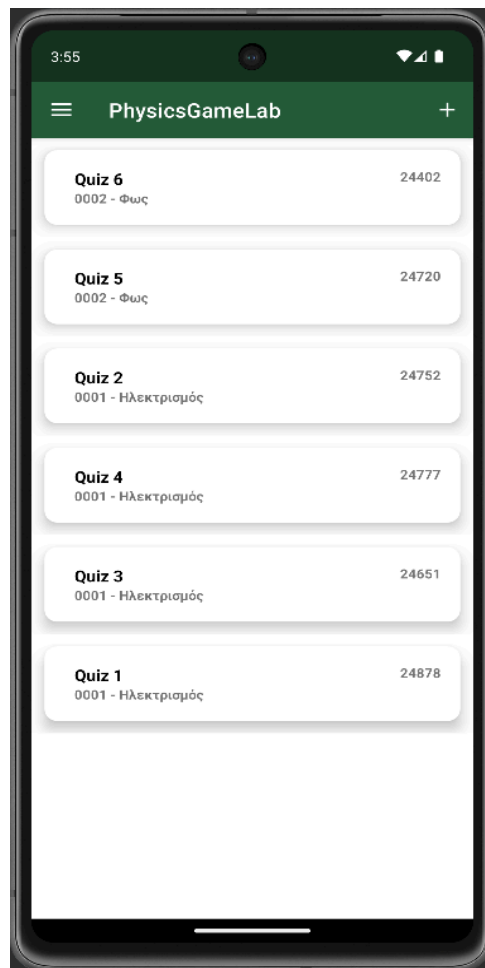 3:55
PhysicsGameLab +
Quiz 6 24402
0002 - Φως
Quiz 5 24720
0002 - Φως
Quiz 2 24752
0001 - Ηλεκτρισμός
Quiz 4 24777
0001 - Ηλεκτρισμός
Quiz 3 24651
0001 - Ηλεκτρισμός
Quiz 1 24878
0001 - Ηλεκτρισμός